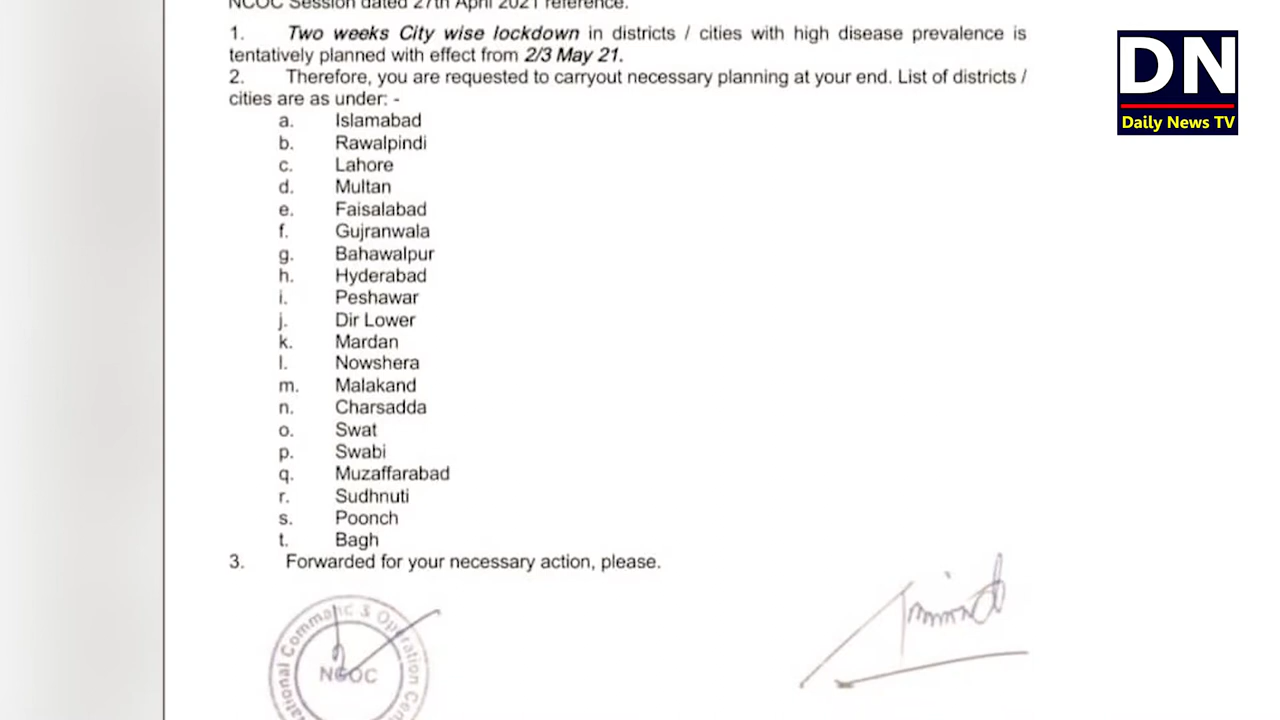 NCOC Session dated 27th April 2021 reference.
1. Two weeks City wise lockdown in districts / cities with high disease prevalence is
tentatively planned with effect from 2/3 May 21.
2. Therefore, you are requested to carryout necessary planning at your end. List of districts /
cities are as under: -
a. Islamabad
b. Rawalpindi
c. Lahore
d. Multan
e. Faisalabad
f. Gujranwala
g. Bahawalpur
h. Hyderabad
i. Peshawar
j. Dir Lower
k. Mardan
l. Nowshera
m. Malakand
n. Charsadda
o. Swat
p. Swabi
q. Muzaffarabad
r. Sudhnuti
s. Poonch
t. Bagh
3. Forwarded for your necessary action, please.
National Command & Operation
NCOC
DN
Daily News TV